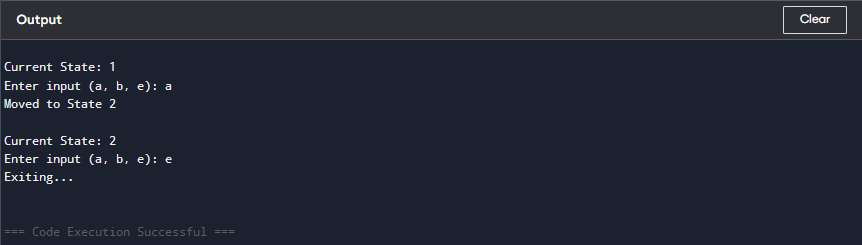 Output
Clear
Current State: 1
Enter input (a, b, e): a
Moved to State 2
Current State: 2
Enter input (a, b, e): e
Exiting...
=== Code Execution Successful ===